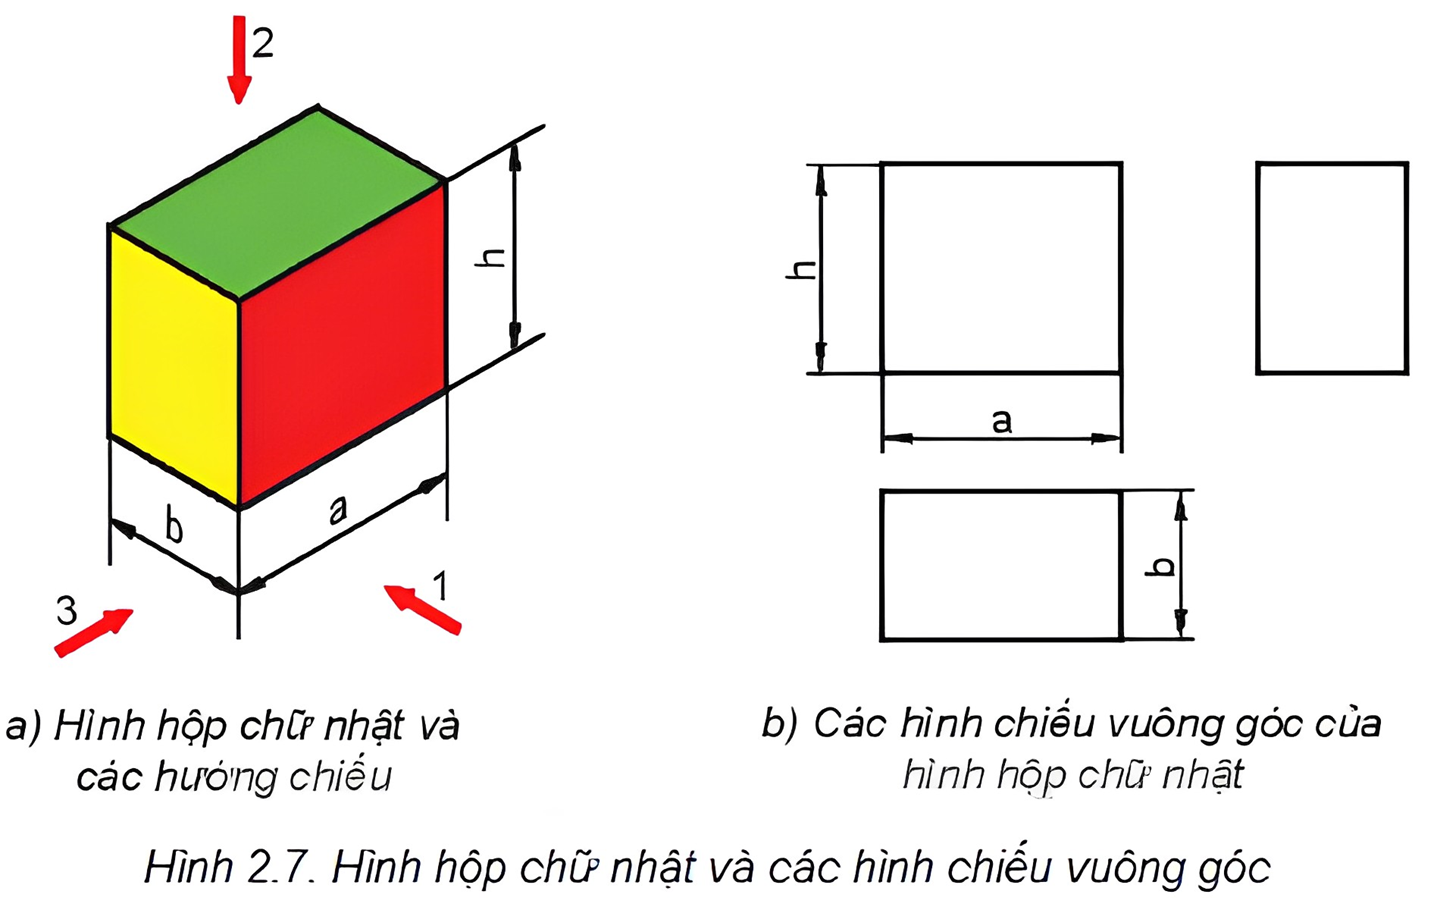 2
h
b
a
3
1
h
a
b
a) Hình hộp chữ nhật và
các hướng chiếu
b) Các hình chiếu vuông góc của
hình hộp chữ nhật
Hình 2.7. Hình hộp chữ nhật và các hình chiếu vuông góc